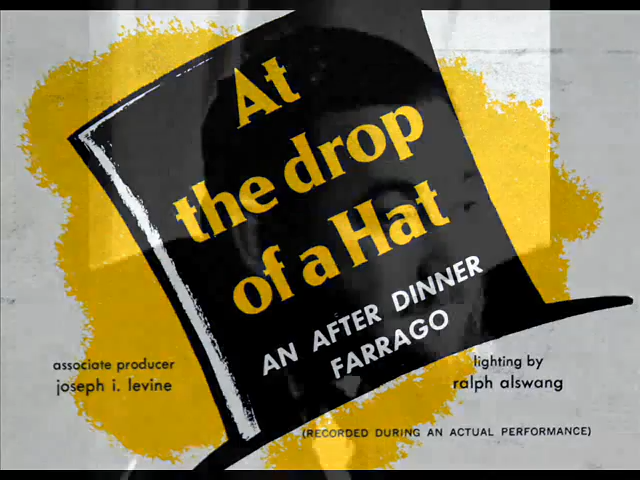 At
the drop
of a Hat
AN AFTER DINNER
FARRAGO
associate producer
joseph i. levine
lighting by
ralph alswang
(RECORDED DURING AN ACTUAL PERFORMANCE)